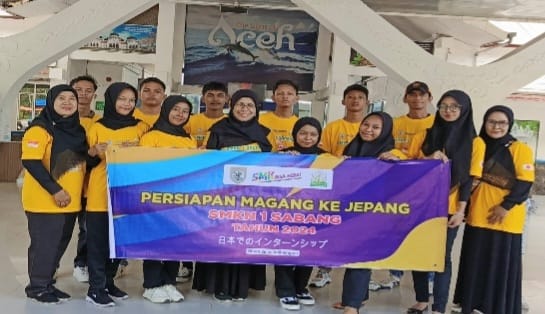 Aceh
SMK BISA HEBAT
PERSIAPAN MAGANG KE JEPANG
SMKN 1 SABANG
TAHUN 2024
日本でのインターンシップ